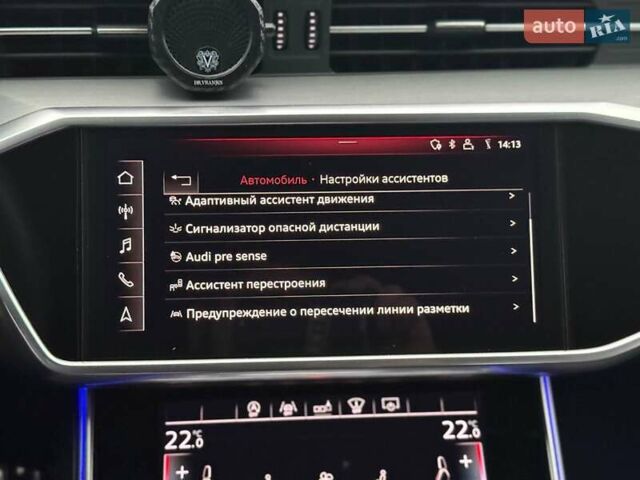 auto RIA.com
DR.VRANJES
14:13
Автомобиль · Настройки ассистентов
Адаптивный ассистент движения
Сигнализатор опасной дистанции
Audi pre sense
Ассистент перестроения
Предупреждение о пересечении линии разметки
22.0 °C
22.0 °C
+
+